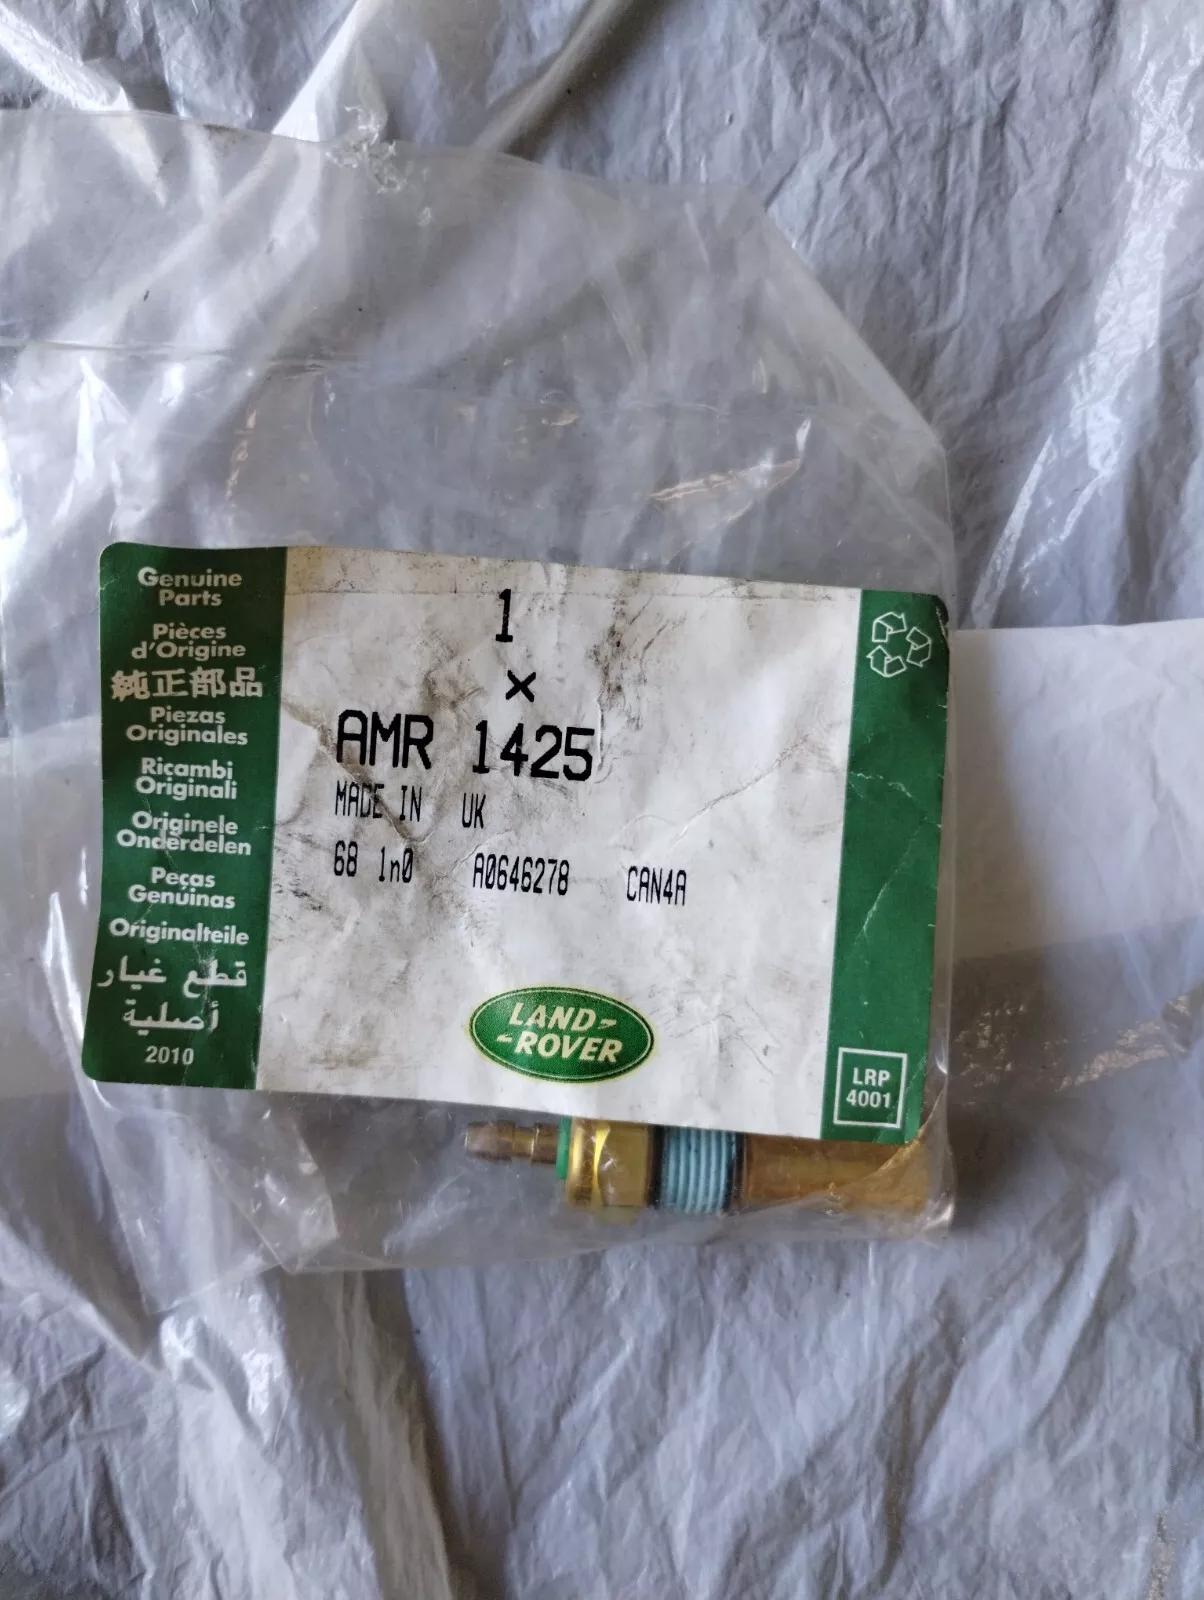 Genuine
Parts
Pièces
d'Origine
純正部品
Piezas
Originales
Ricambi
Originali
Originele
Onderdelen
Peças
Genúinas
Originalteile
قطع غيار
أصلية
2010
1
×
AMR 1425
MADE IN UK
68 1n0 A0646278 CAN4A
LAND-
-ROVER
LRP
4001